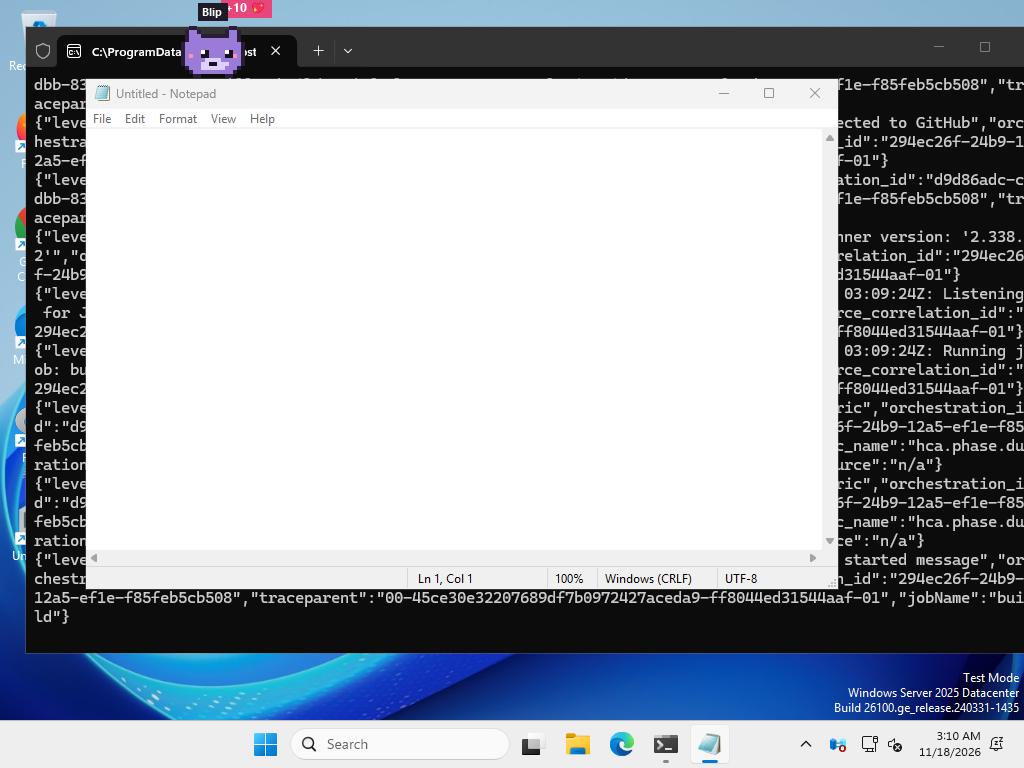 Blip
+10
C:\ProgramData
ost
Untitled - Notepad
File Edit Format View Help
Ln 1, Col 1
100%
Windows (CRLF)
UTF-8
dbb-83
f1e-f85feb5cb508","tr
acepar
{"leve
ected to GitHub","orc
hestra
_id":"294ec26f-24b9-1
2a5-ef
f-01"}
{"leve
ation_id":"d9d86adc-c
dbb-83
f1e-f85feb5cb508","tr
acepar
{"leve
nner version: '2.338.
2'","o
relation_id":"294ec26
f-24b9
d31544aaf-01"}
{"leve
03:09:24Z: Listening
for J
rce_correlation_id":"
294ec2
ff8044ed31544aaf-01"}
{"leve
03:09:24Z: Running j
ob: bu
rce_correlation_id":"
294ec2
ff8044ed31544aaf-01"}
{"leve
ric","orchestration_i
d":"d9
6f-24b9-12a5-ef1e-f85
feb5cb
c_name":"hca.phase.du
ration
urce":"n/a"}
{"leve
ric","orchestration_i
d":"d9
6f-24b9-12a5-ef1e-f85
feb5cb
c_name":"hca.phase.du
ration
ce":"n/a"}
{"leve
started message","or
chestr
n_id":"294ec26f-24b9-
12a5-ef1e-f85feb5cb508","traceparent":"00-45ce30e32207689df7b0972427aceda9-ff8044ed31544aaf-01","jobName":"bui
ld"}
Test Mode
Windows Server 2025 Datacenter
Build 26100.ge_release.240331-1435
Search
3:10 AM
11/18/2026